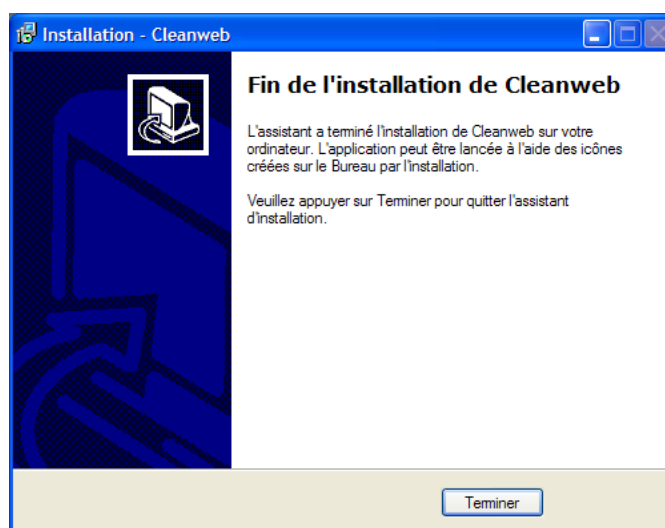 Installation - Cleanweb
Fin de l'installation de Cleanweb
L'assistant a terminé l'installation de Cleanweb sur votre
ordinateur. L'application peut être lancée à l'aide des icônes
créées sur le Bureau par l'installation.
Veuillez appuyer sur Terminer pour quitter l'assistant
d'installation.
Terminer